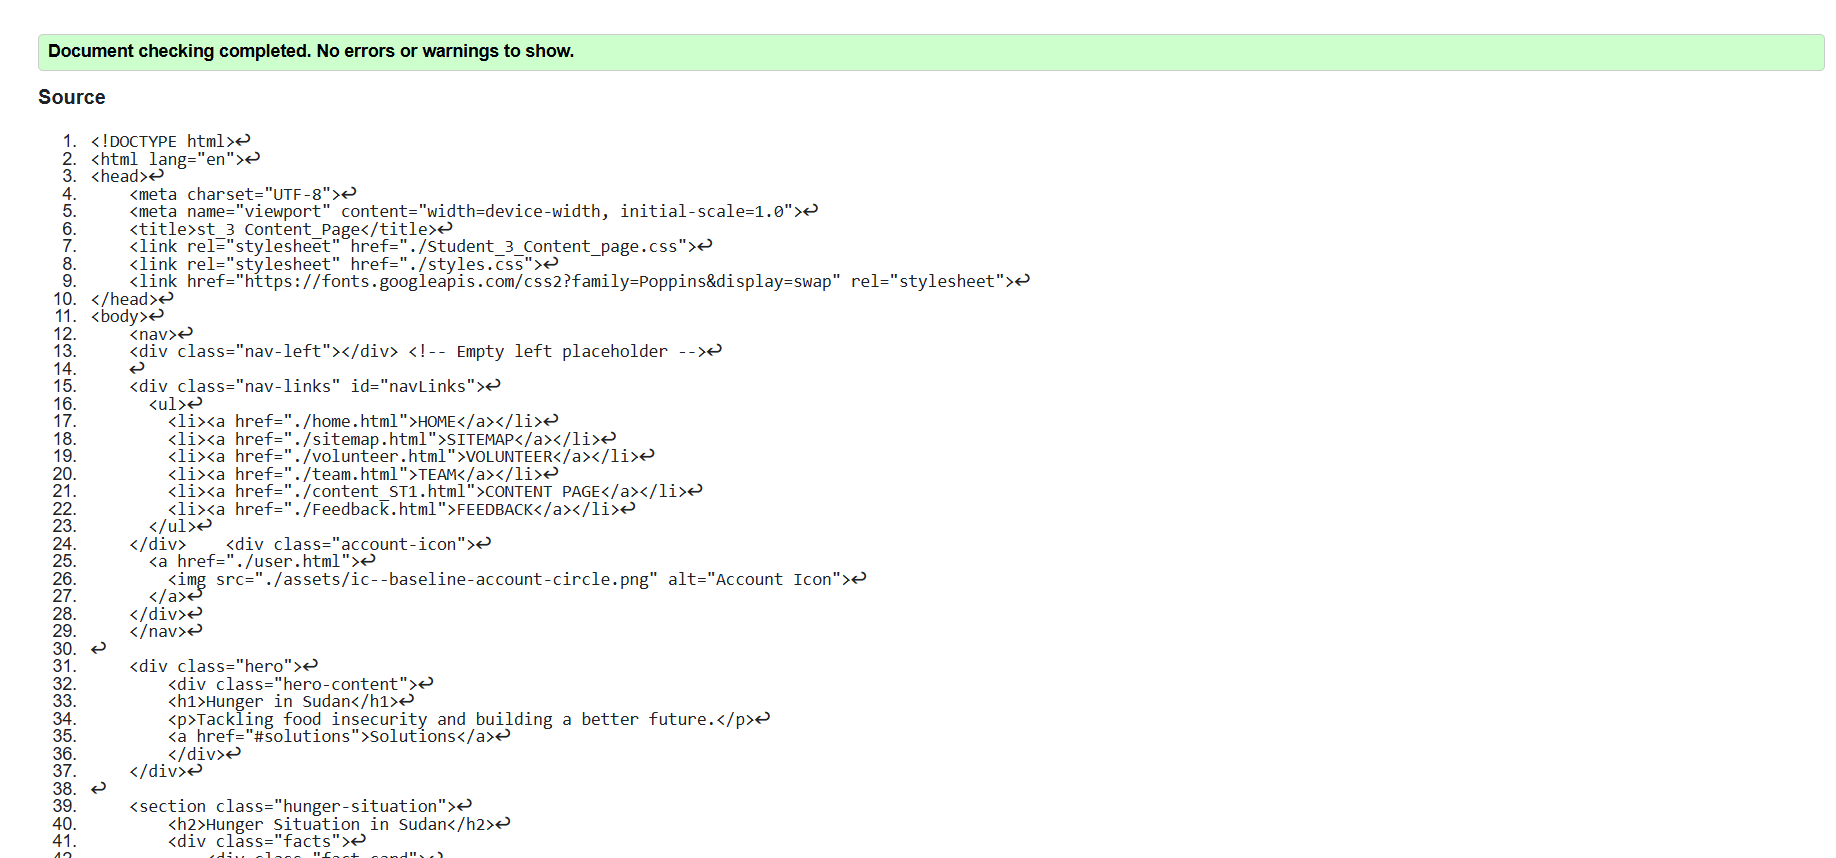 Document checking completed. No errors or warnings to show.
Source
1. <!DOCTYPE html>↩
2. <html lang="en">↩
3. <head>↩
4.     <meta charset="UTF-8">↩
5.     <meta name="viewport" content="width=device-width, initial-scale=1.0">↩
6.     <title>st_3 Content_Page</title>↩
7.     <link rel="stylesheet" href="./Student_3_Content_page.css">↩
8.     <link rel="stylesheet" href="./styles.css">↩
9.     <link href="https://fonts.googleapis.com/css2?family=Poppins&display=swap" rel="stylesheet">↩
10. </head>↩
11. <body>↩
12.     <nav>↩
13.     <div class="nav-left"></div> <!-- Empty left placeholder -->↩
14.     ↩
15.     <div class="nav-links" id="navLinks">↩
16.       <ul>↩
17.         <li><a href="./home.html">HOME</a></li>↩
18.         <li><a href="./sitemap.html">SITEMAP</a></li>↩
19.         <li><a href="./volunteer.html">VOLUNTEER</a></li>↩
20.         <li><a href="./team.html">TEAM</a></li>↩
21.         <li><a href="./content_ST1.html">CONTENT PAGE</a></li>↩
22.         <li><a href="./Feedback.html">FEEDBACK</a></li>↩
23.       </ul>↩
24.     </div>    <div class="account-icon">↩
25.       <a href="./user.html">↩
26.         <img src="./assets/ic--baseline-account-circle.png" alt="Account Icon">↩
27.       </a>↩
28.     </div>↩
29.     </nav>↩
30. ↩
31.     <div class="hero">↩
32.         <div class="hero-content">↩
33.         <h1>Hunger in Sudan</h1>↩
34.         <p>Tackling food insecurity and building a better future.</p>↩
35.         <a href="#solutions">Solutions</a>↩
36.         </div>↩
37.     </div>↩
38. ↩
39.     <section class="hunger-situation">↩
40.         <h2>Hunger Situation in Sudan</h2>↩
41.         <div class="facts">↩